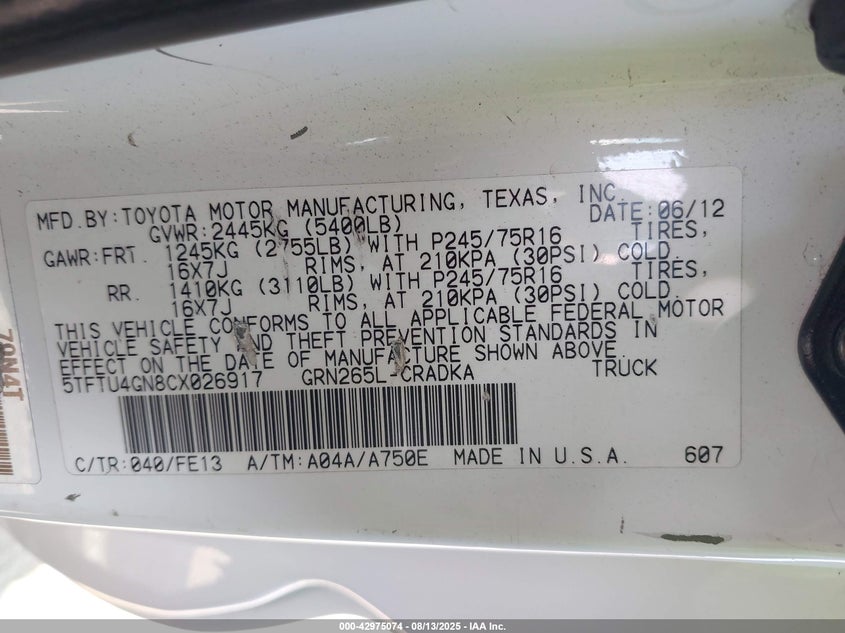 MFD.BY:TOYOTA MOTOR MANUFACTURING, TEXAS, INC.
DATE:06/12
GVWR:2445KG (5400LB)
GAWR:FRT. 1245KG (2755LB) WITH P245/75R16 TIRES,
16X7J RIMS, AT 210KPA (30PSI) COLD.
RR. 1410KG (3110LB) WITH P245/75R16 TIRES,
16X7J RIMS, AT 210KPA (30PSI) COLD.
THIS VEHICLE CONFORMS TO ALL APPLICABLE FEDERAL MOTOR
VEHICLE SAFETY AND THEFT PREVENTION STANDARDS IN
EFFECT ON THE DATE OF MANUFACTURE SHOWN ABOVE.
5TFTU4GN8CX026917 GRN265L-CRADKA TRUCK
C/TR:040/FE13 A/TM:A04A/A750E MADE IN U.S.A. 607
79N4T
000-42975074 - 08/13/2025 - IAA Inc.